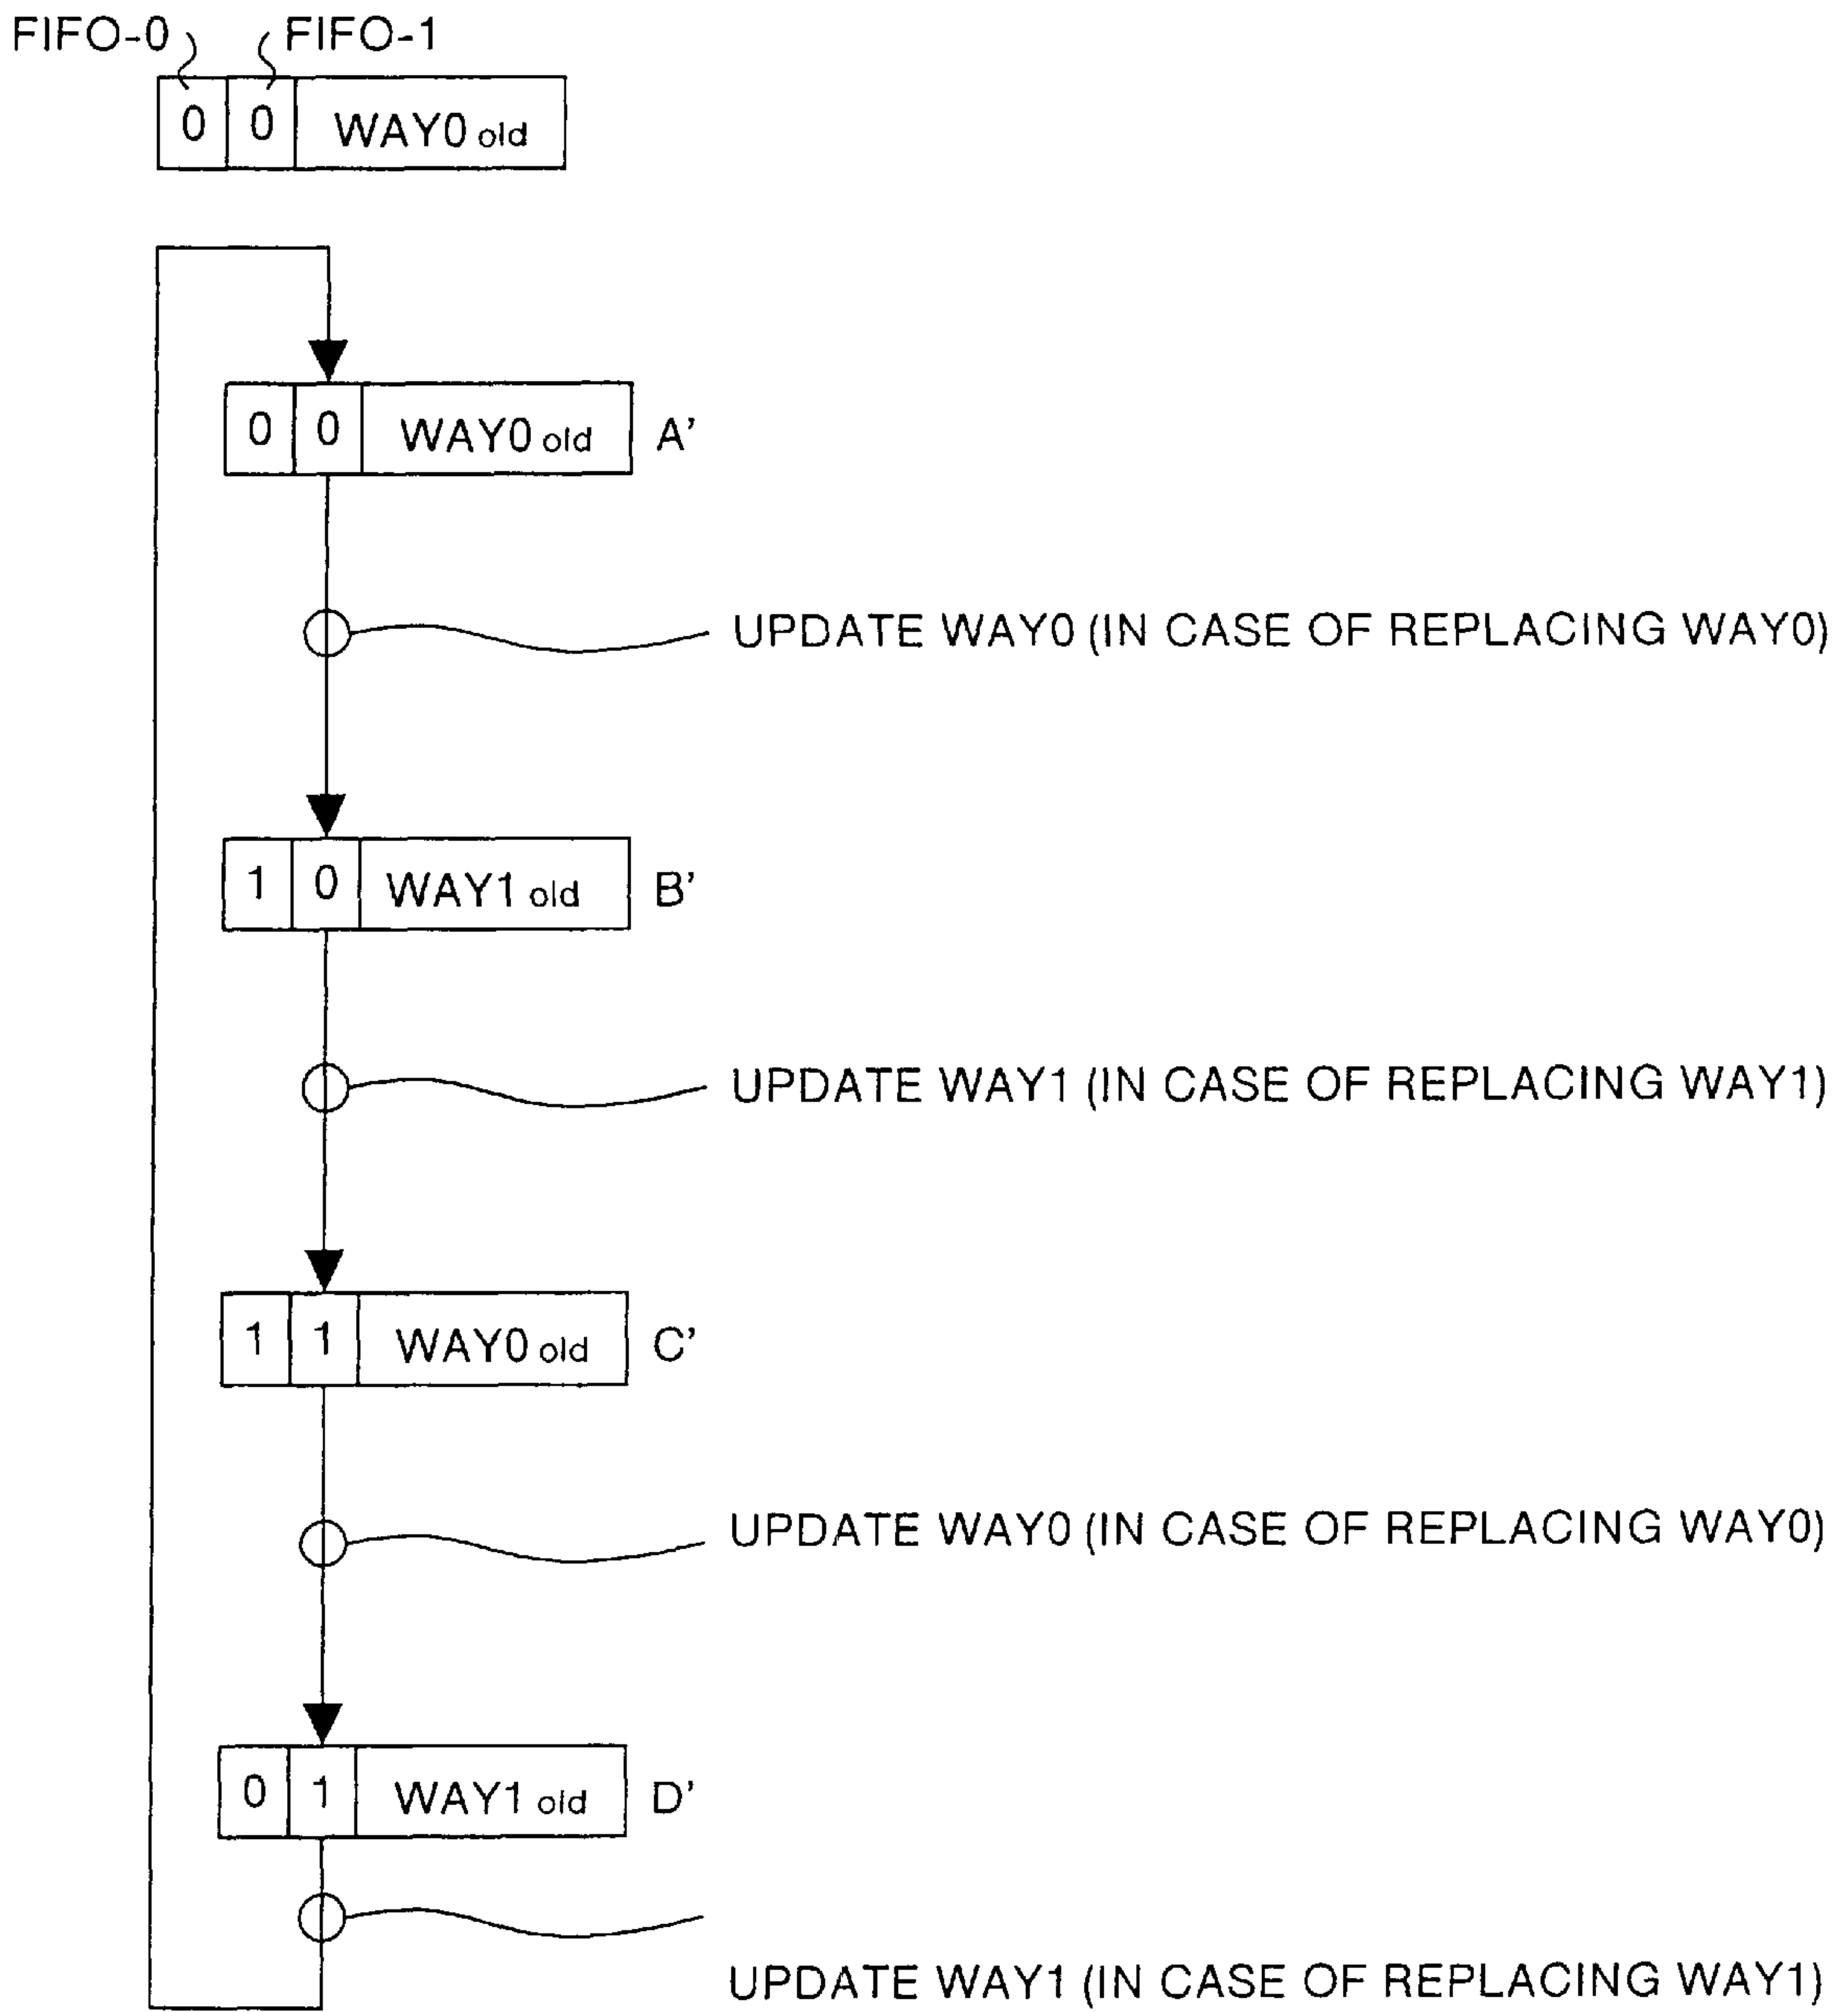 FIFO-0 FIFO-1
0 0 WAY0 old
0 0 WAY0 old A'
UPDATE WAY0 (IN CASE OF REPLACING WAY0)
1 0 WAY1 old B'
UPDATE WAY1 (IN CASE OF REPLACING WAY1)
1 1 WAY0 old C'
UPDATE WAY0 (IN CASE OF REPLACING WAY0)
0 1 WAY1 old D'
UPDATE WAY1 (IN CASE OF REPLACING WAY1)